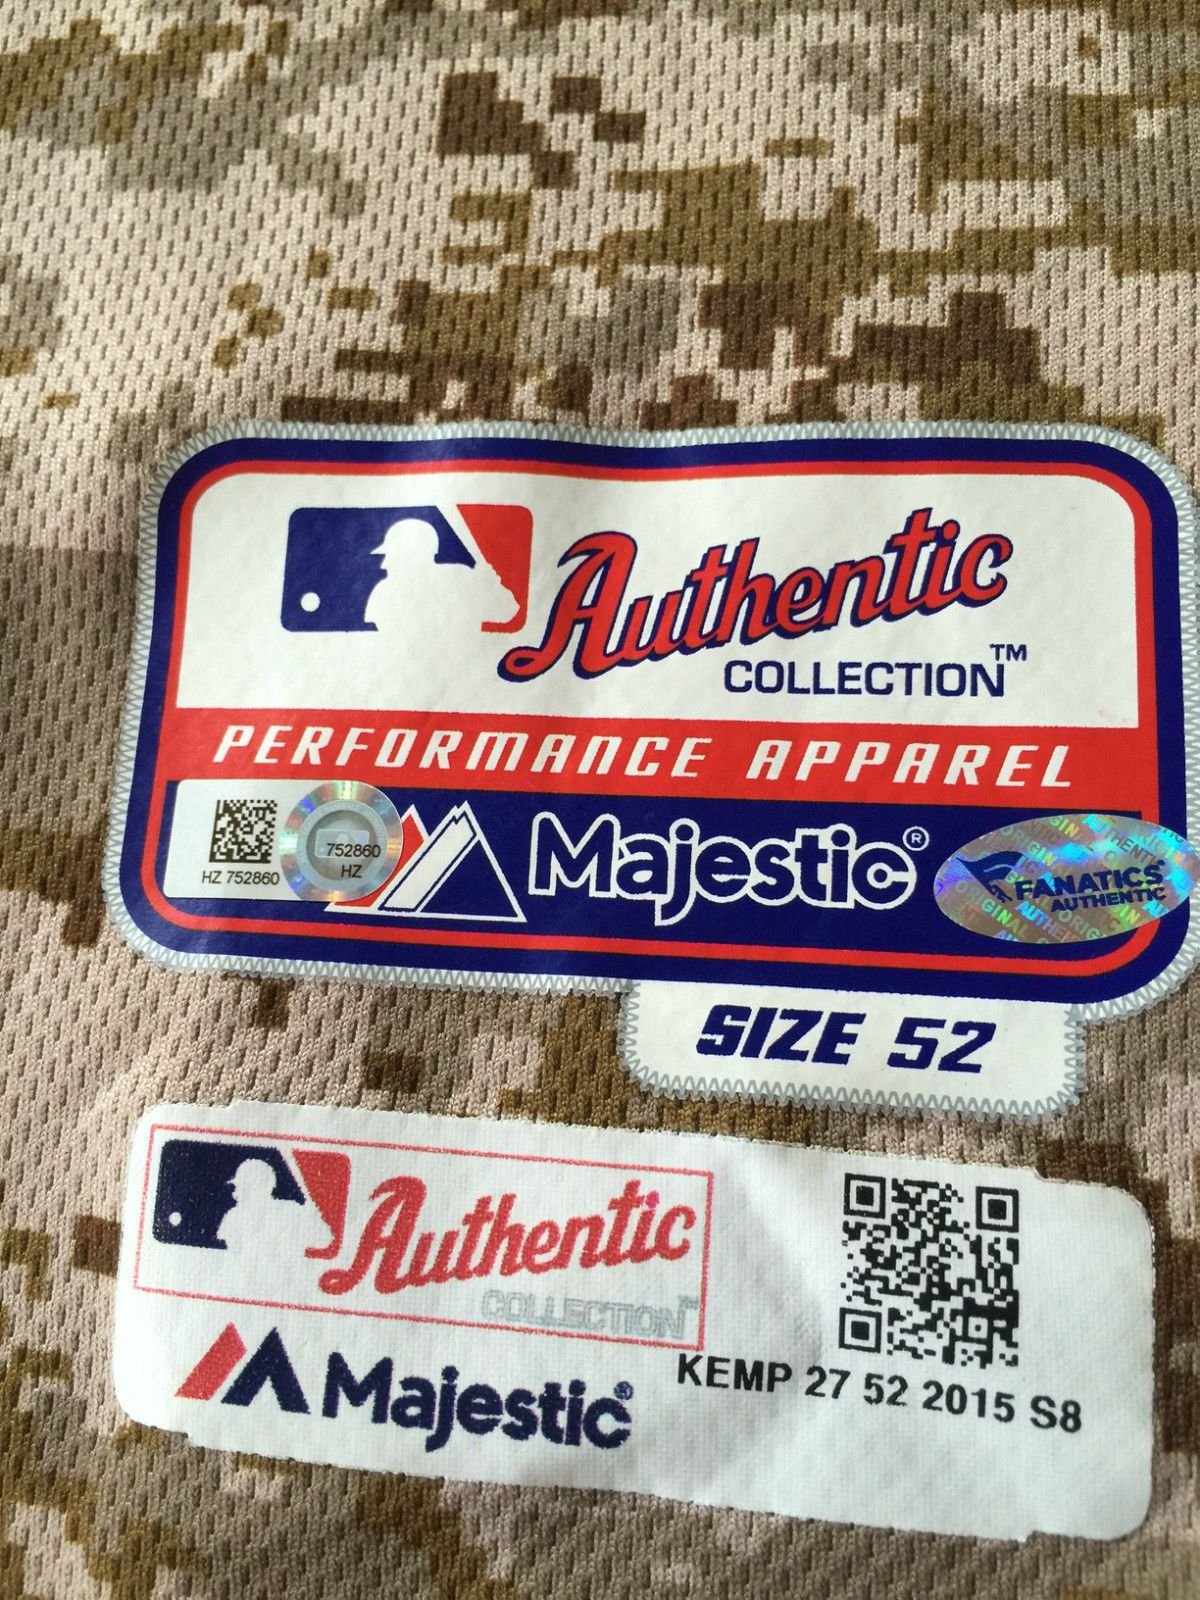 Authentic
COLLECTION™
PERFORMANCE APPAREL
HZ 752860
752860
HZ
Majestic®
FANATICS
AUTHENTIC
SIZE 52
Authentic
COLLECTION™
Majestic®
KEMP 27 52 2015 S8